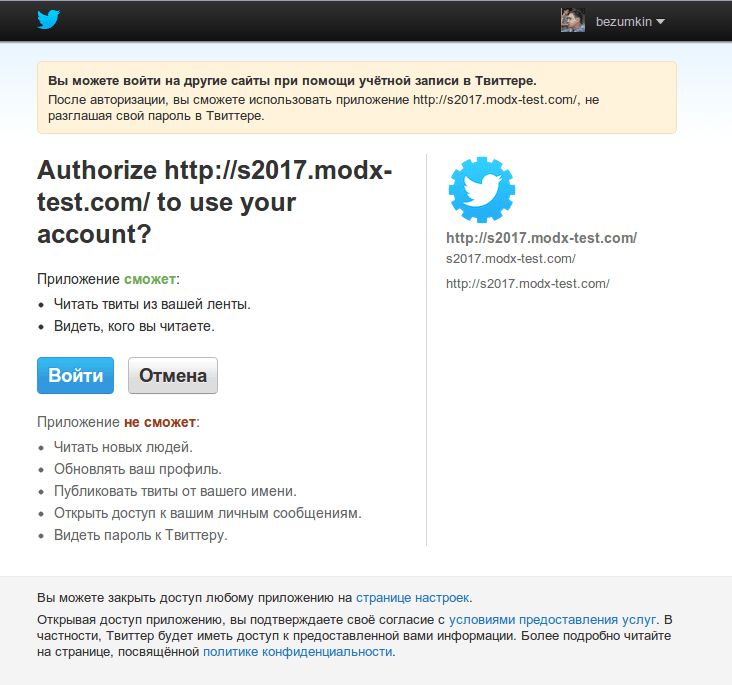 bezumkin
Вы можете войти на другие сайты при помощи учётной записи в Твиттере.
После авторизации, вы сможете использовать приложение http://s2017.modx-test.com/, не
разглашая свой пароль в Твиттере.
Authorize http://s2017.modx-
test.com/ to use your
account?
Приложение сможет:
Читать твиты из вашей ленты.
Видеть, кого вы читаете.
Войти Отмена
Приложение не сможет:
Читать новых людей.
Обновлять ваш профиль.
Публиковать твиты от вашего имени.
Открыть доступ к вашим личным сообщениям.
Видеть пароль к Твиттеру.
http://s2017.modx-test.com/
s2017.modx-test.com/
http://s2017.modx-test.com/
Вы можете закрыть доступ любому приложению на странице настроек.
Открывая доступ приложению, вы подтверждаете своё согласие с условиями предоставления услуг. В
частности, Твиттер будет иметь доступ к предоставленной вами информации. Более подробно читайте
на странице, посвящённой политике конфиденциальности.